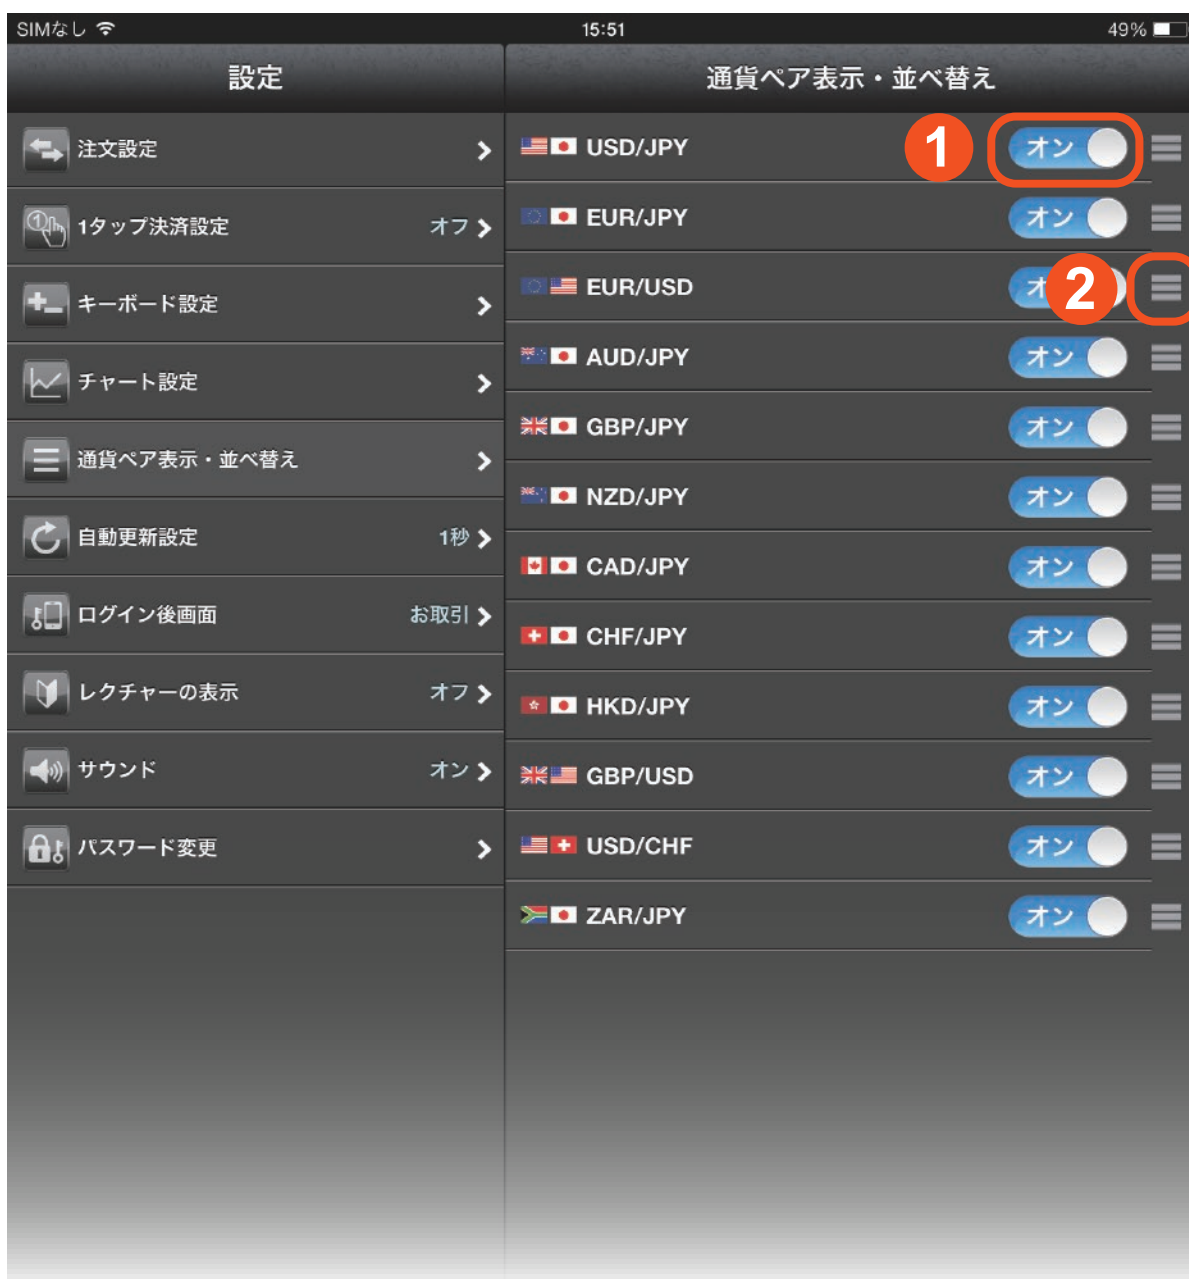 SIMなし 15:51 49%
設定
注文設定
1タップ決済設定 オフ
キーボード設定
チャート設定
通貨ペア表示・並べ替え
自動更新設定 1秒
ログイン後画面 お取引
レクチャーの表示 オフ
サウンド オン
パスワード変更
通貨ペア表示・並べ替え
USD/JPY 1 オン
EUR/JPY オン
EUR/USD オ 2
AUD/JPY オン
GBP/JPY オン
NZD/JPY オン
CAD/JPY オン
CHF/JPY オン
HKD/JPY オン
GBP/USD オン
USD/CHF オン
ZAR/JPY オン